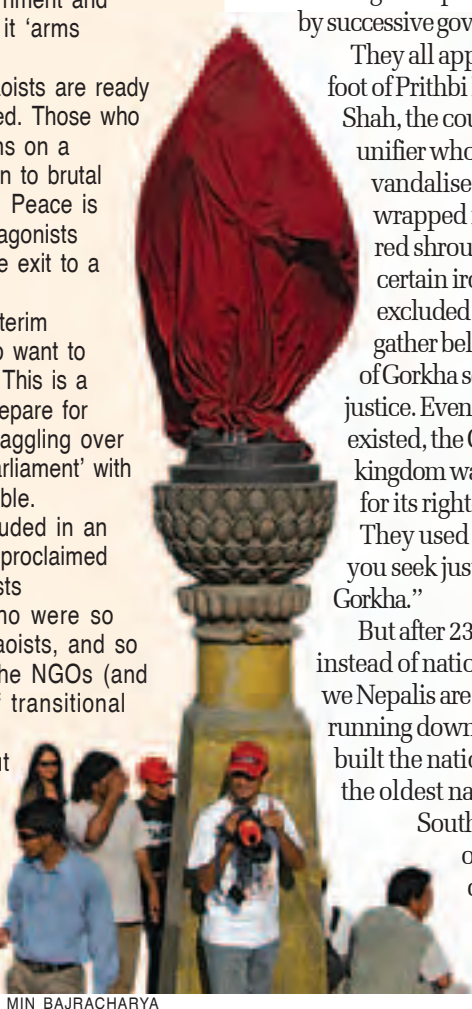 nment and
it ‘arms
oists are ready
ed. Those who
ns on a
n to brutal
Peace is
agonists
e exit to a
terim
o want to
This is a
epare for
aggling over
arliament’ with
ble.
uded in an
proclaimed
sts
no were so
aoists, and so
he NGOs (and
transitional
ut
MIN BAJRACHARYA
by successive gov
They all app
foot of Prithbi
Shah, the cou
unifier who
vandalise
wrapped
red shrou
certain iro
excluded
gather bel
of Gorkha s
justice. Even
existed, the
kingdom wa
for its right
They used
you seek jus
Gorkha.”
But after 23
instead of natio
we Nepalis are
running down
built the natio
the oldest na
South
o